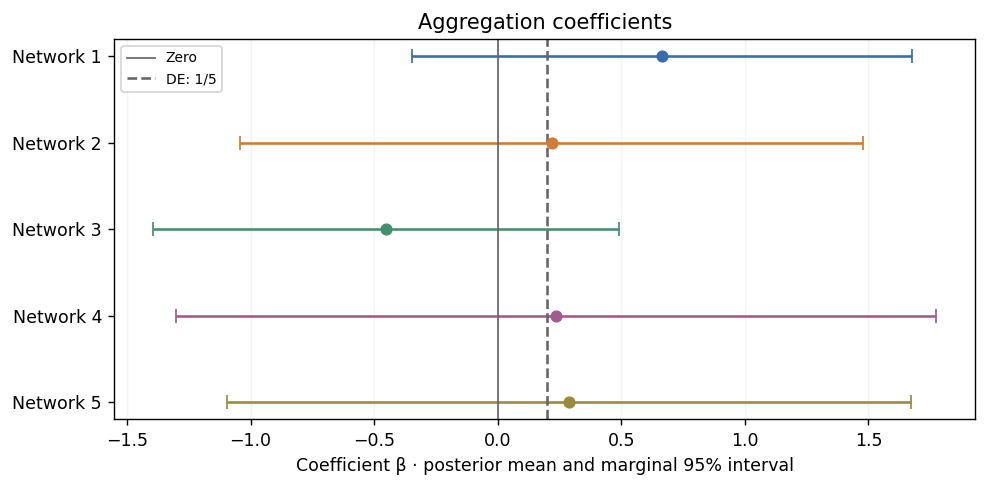 Aggregation coefficients
Network 1
Network 2
Network 3
Network 4
Network 5
Zero
DE: 1/5
−1.5 −1.0 −0.5 0.0 0.5 1.0 1.5
Coefficient β · posterior mean and marginal 95% interval